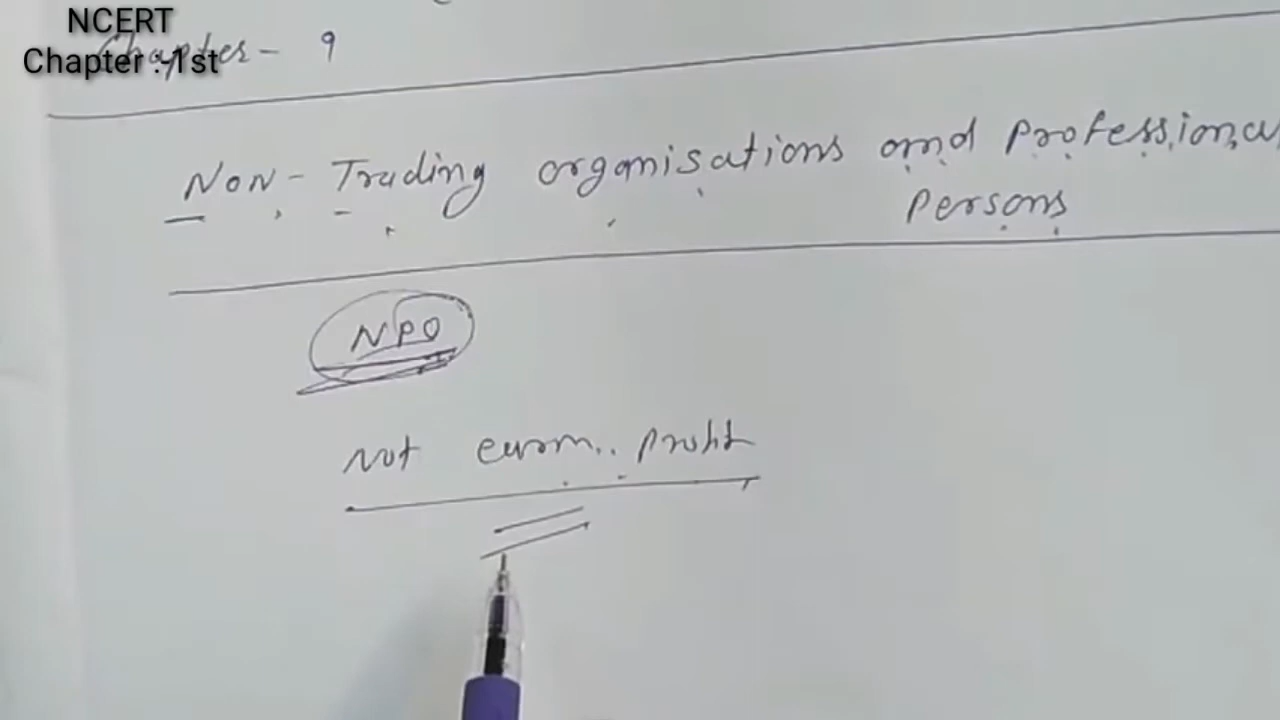 NCERT
Chapter : 1st
Chapter - 9
Non - Trading organisations and Professional
Persons
NPO
not earn.. profit